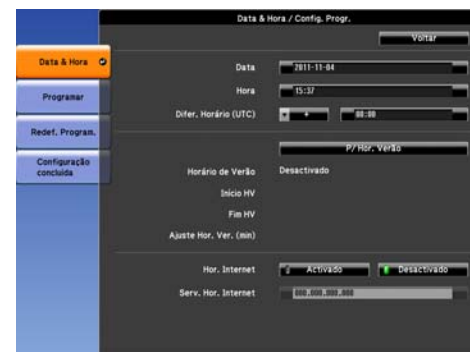 Data & Hora / Config. Progr.
Voltar
Data & Hora
Programar
Redef. Program.
Configuração
concluída
Data 2011-11-04
Hora 15:37
Difer. Horário (UTC) + 00:00
P/ Hor. Verão
Horário de Verão Desactivado
Início HV
Fim HV
Ajuste Hor. Ver. (min)
Hor. Internet Activado Desactivado
Serv. Hor. Internet 000.000.000.000